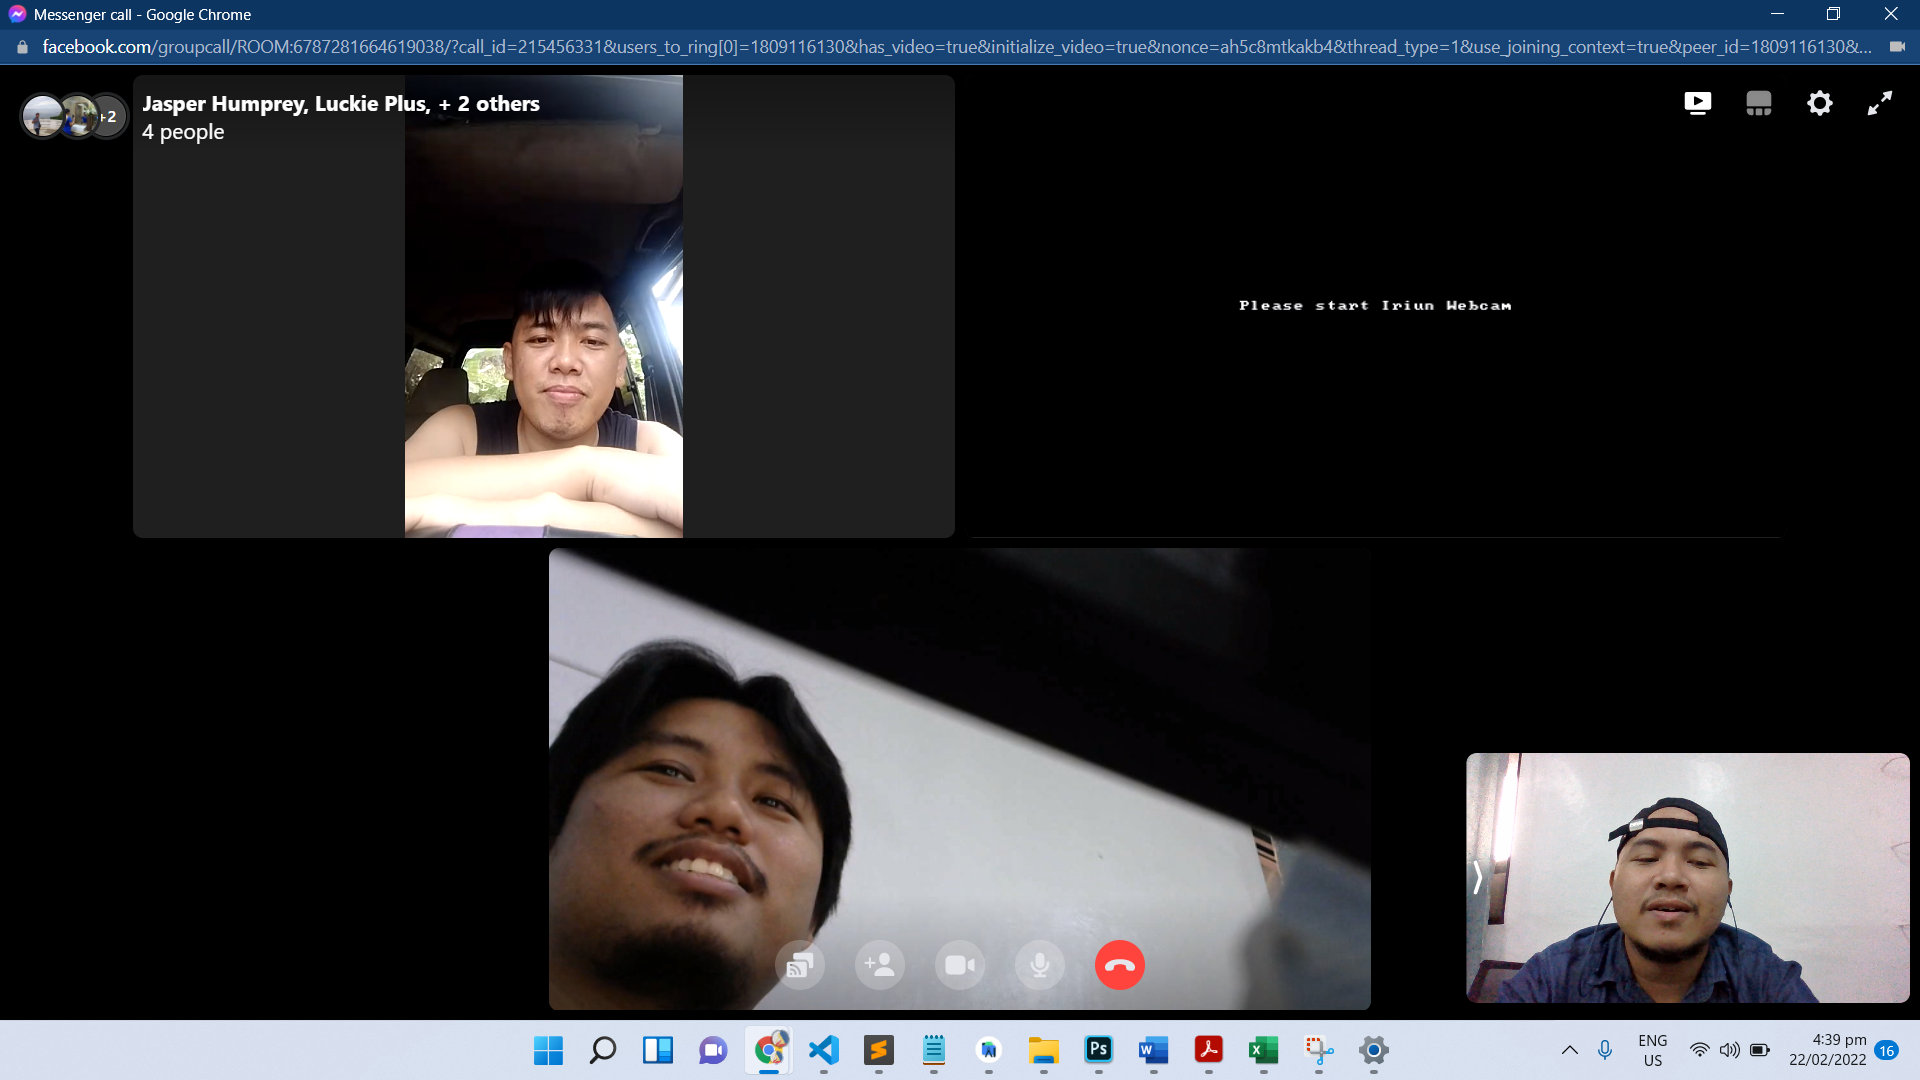 Messenger call - Google Chrome
facebook.com/groupcall/ROOM:6787281664619038/?call_id=215456331&users_to_ring[0]=1809116130&has_video=true&initialize_video=true&nonce=ah5c8mtkakb4&thread_type=1&use_joining_context=true&peer_id=1809116130&...
+2
Jasper Humprey, Luckie Plus, + 2 others
4 people
Please start Iriun Webcam
Ps
W
X
ENG
US
4:39 pm
22/02/2022
16